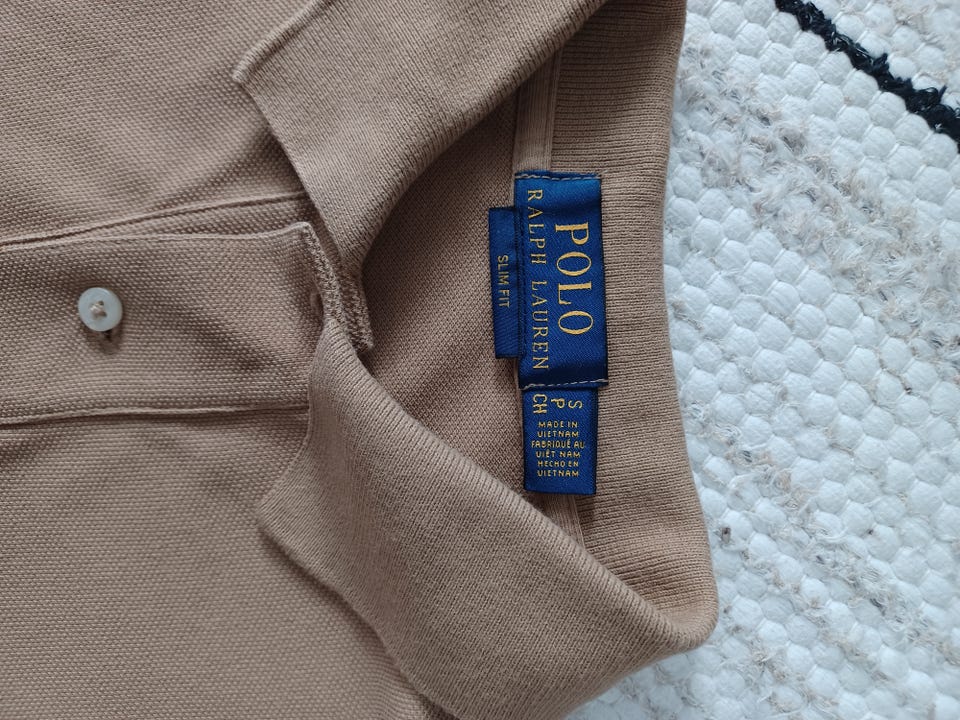 POLO
RALPH LAUREN
SLIM FIT
S
P
CH
MADE IN
VIETNAM
FABRIQUÉ AU
VIÊT NAM
HECHO EN
VIETNAM